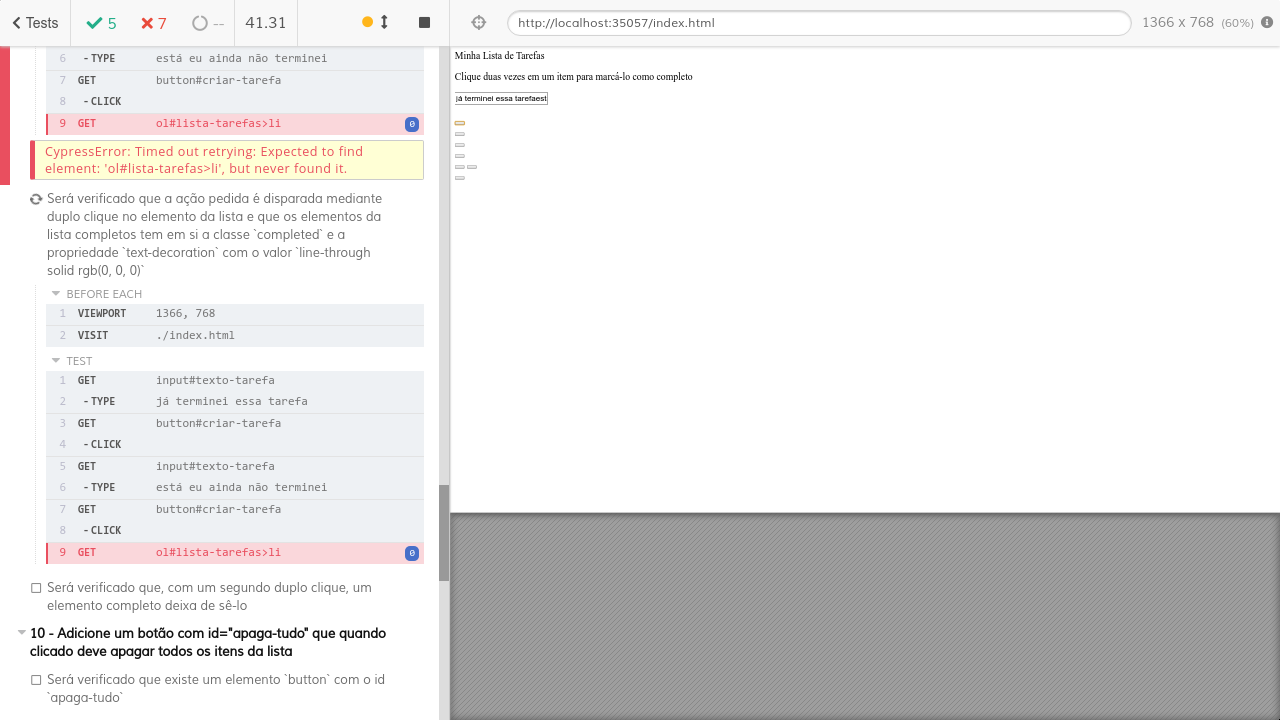 Tests
5
7
--
41.31
http://localhost:35057/index.html
1366 x 768 (60%)
6 -TYPE está eu ainda não terminei
7 GET button#criar-tarefa
8 -CLICK
9 GET ol#lista-tarefas>li 0
CypressError: Timed out retrying: Expected to find
element: 'ol#lista-tarefas>li', but never found it.
Será verificado que a ação pedida é disparada mediante
duplo clique no elemento da lista e que os elementos da
lista completos tem em si a classe `completed` e a
propriedade `text-decoration` com o valor `line-through
solid rgb(0, 0, 0)`
BEFORE EACH
1 VIEWPORT 1366, 768
2 VISIT ./index.html
TEST
1 GET input#texto-tarefa
2 -TYPE já terminei essa tarefa
3 GET button#criar-tarefa
4 -CLICK
5 GET input#texto-tarefa
6 -TYPE está eu ainda não terminei
7 GET button#criar-tarefa
8 -CLICK
9 GET ol#lista-tarefas>li 0
Será verificado que, com um segundo duplo clique, um
elemento completo deixa de sê-lo
10 - Adicione um botão com id="apaga-tudo" que quando
clicado deve apagar todos os itens da lista
Será verificado que existe um elemento `button` com o id
`apaga-tudo`
Minha Lista de Tarefas
Clique duas vezes em um item para marcá-lo como completo
já terminei essa tarefaest